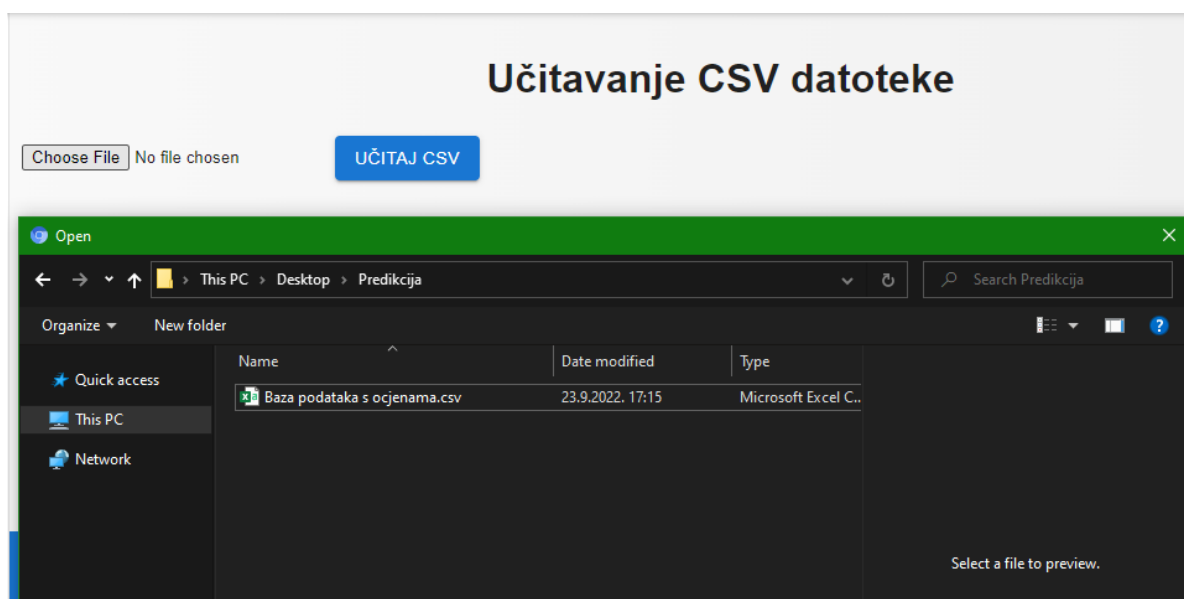 Učitavanje CSV datoteke
Choose File No file chosen UČITAJ CSV
Open
This PC > Desktop > Predikcija Search Predikcija
Organize New folder
Name Date modified Type
Quick access
Baza podataka s ocjenama.csv 23.9.2022. 17:15 Microsoft Excel C...
This PC
Network
Select a file to preview.